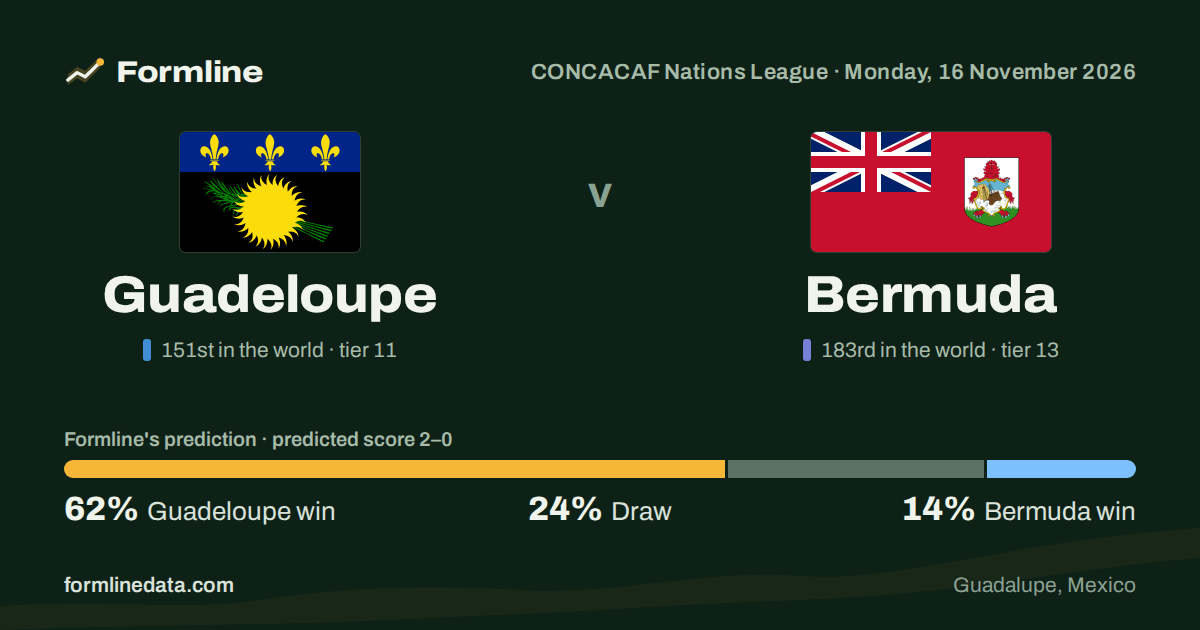 Formline
CONCACAF Nations League · Monday, 16 November 2026
v
Guadeloupe
Bermuda
151st in the world · tier 11
183rd in the world · tier 13
Formline's prediction · predicted score 2–0
62% Guadeloupe win
24% Draw
14% Bermuda win
formlinedata.com
Guadalupe, Mexico